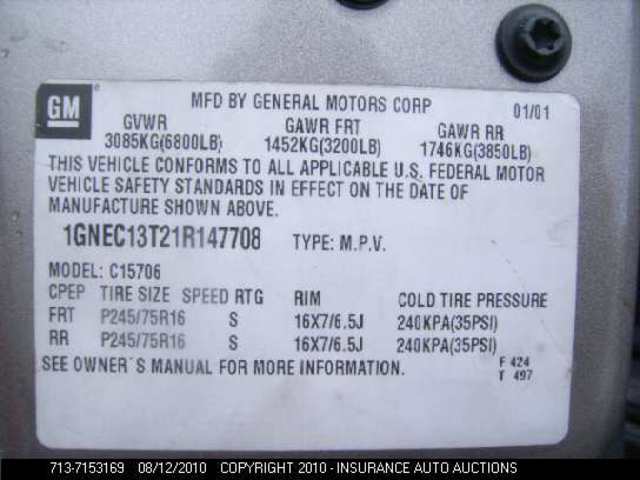 GM
MFD BY GENERAL MOTORS CORP 01/01
GVWR GAWR FRT GAWR RR
3085KG(6800LB) 1452KG(3200LB) 1746KG(3850LB)
THIS VEHICLE CONFORMS TO ALL APPLICABLE U.S. FEDERAL MOTOR
VEHICLE SAFETY STANDARDS IN EFFECT ON THE DATE OF
MANUFACTURE SHOWN ABOVE.
1GNEC13T21R147708 TYPE: M.P.V.
MODEL: C15706
CPEP TIRE SIZE SPEED RTG RIM COLD TIRE PRESSURE
FRT P245/75R16 S 16X7/6.5J 240KPA(35PSI)
RR P245/75R16 S 16X7/6.5J 240KPA(35PSI)
SEE OWNER'S MANUAL FOR MORE INFORMATION. F 424
T 497
713-7153169 08/12/2010 COPYRIGHT 2010 - INSURANCE AUTO AUCTIONS